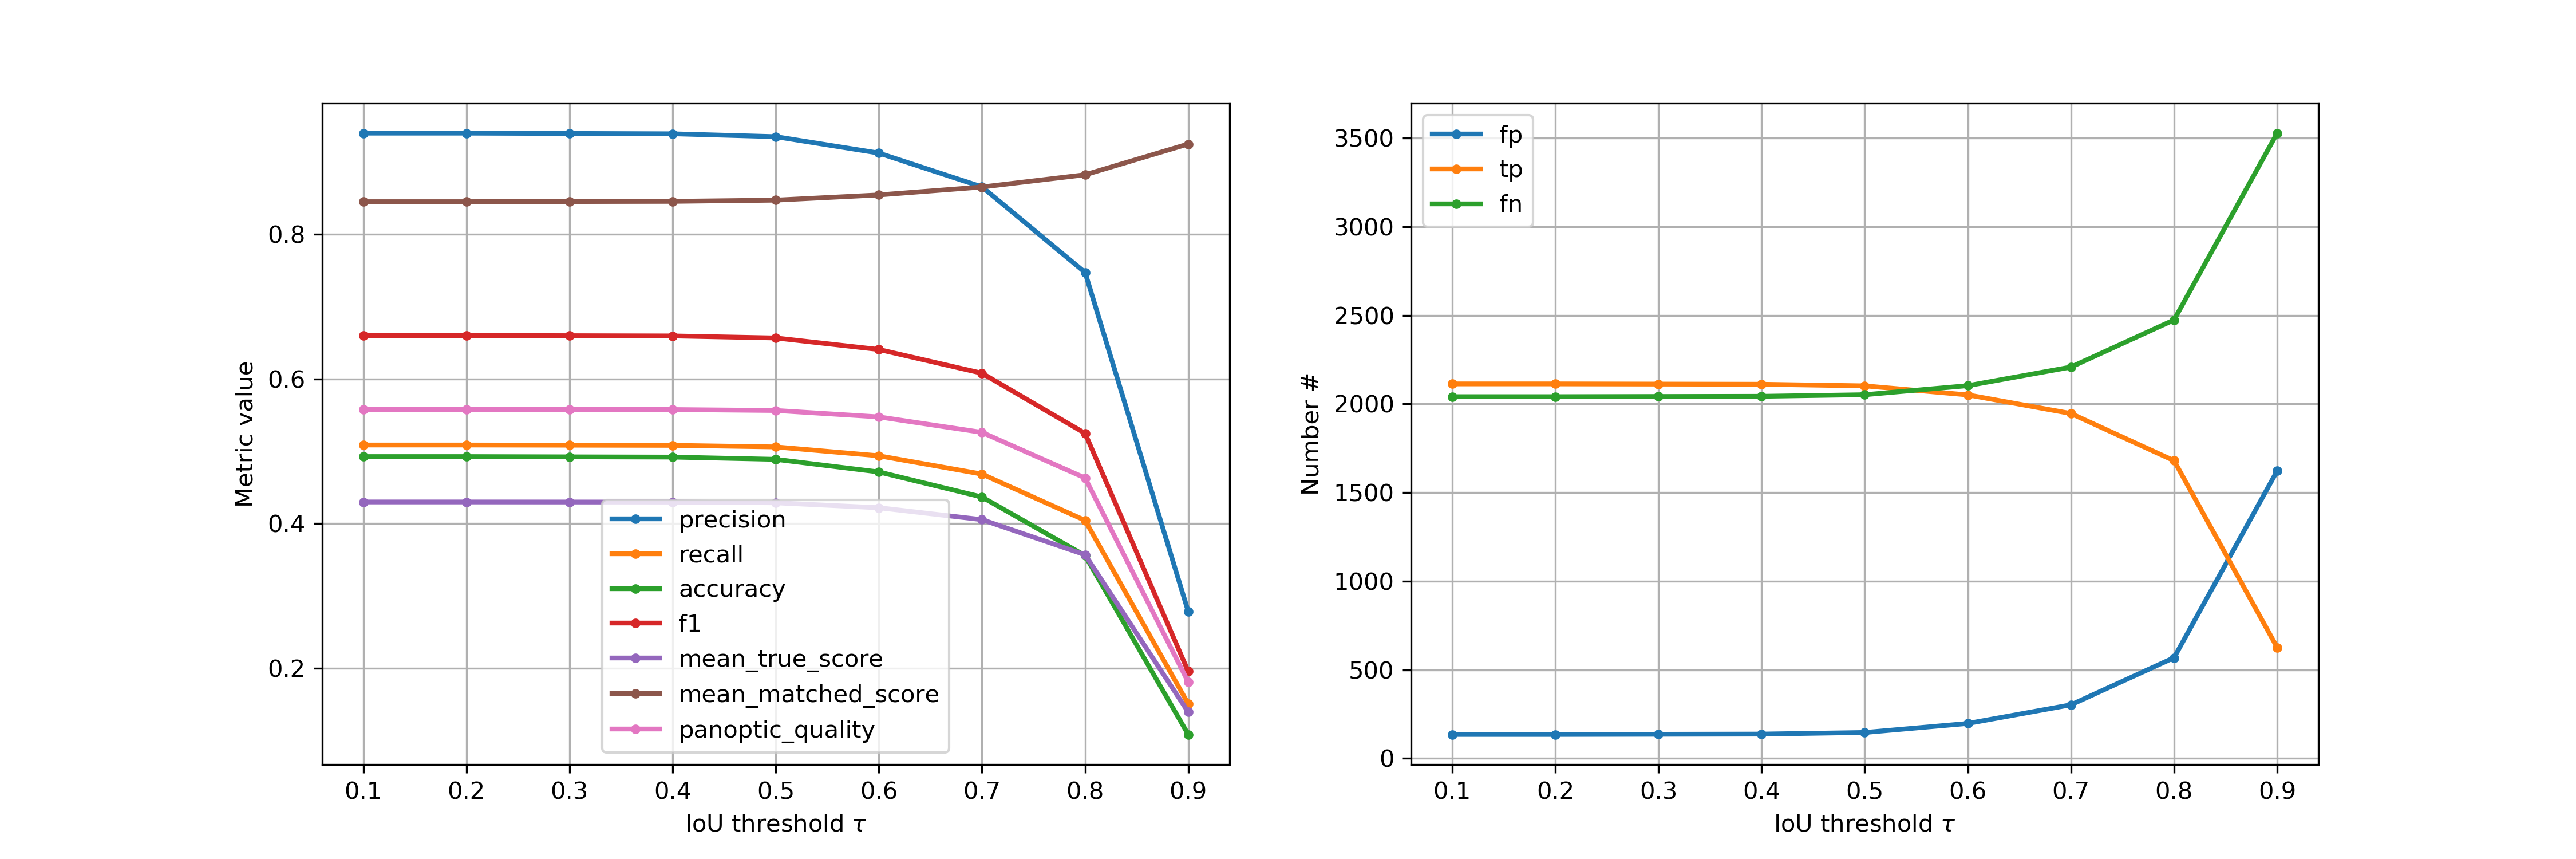 Metric value
0.8
0.6
0.4
0.2
precision
recall
accuracy
f1
mean_true_score
mean_matched_score
panoptic_quality
0.1 0.2 0.3 0.4 0.5 0.6 0.7 0.8 0.9
IoU threshold τ
Number #
3500
3000
2500
2000
1500
1000
500
0
fp
tp
fn
0.1 0.2 0.3 0.4 0.5 0.6 0.7 0.8 0.9
IoU threshold τ